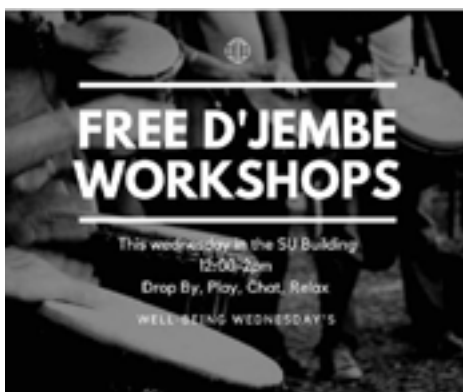 FREE D'JEMBE
WORKSHOPS
This wednesday in the SU Building
12:00-2pm
Drop By, Play, Chat, Relax
WELL-BEING WEDNESDAY'S